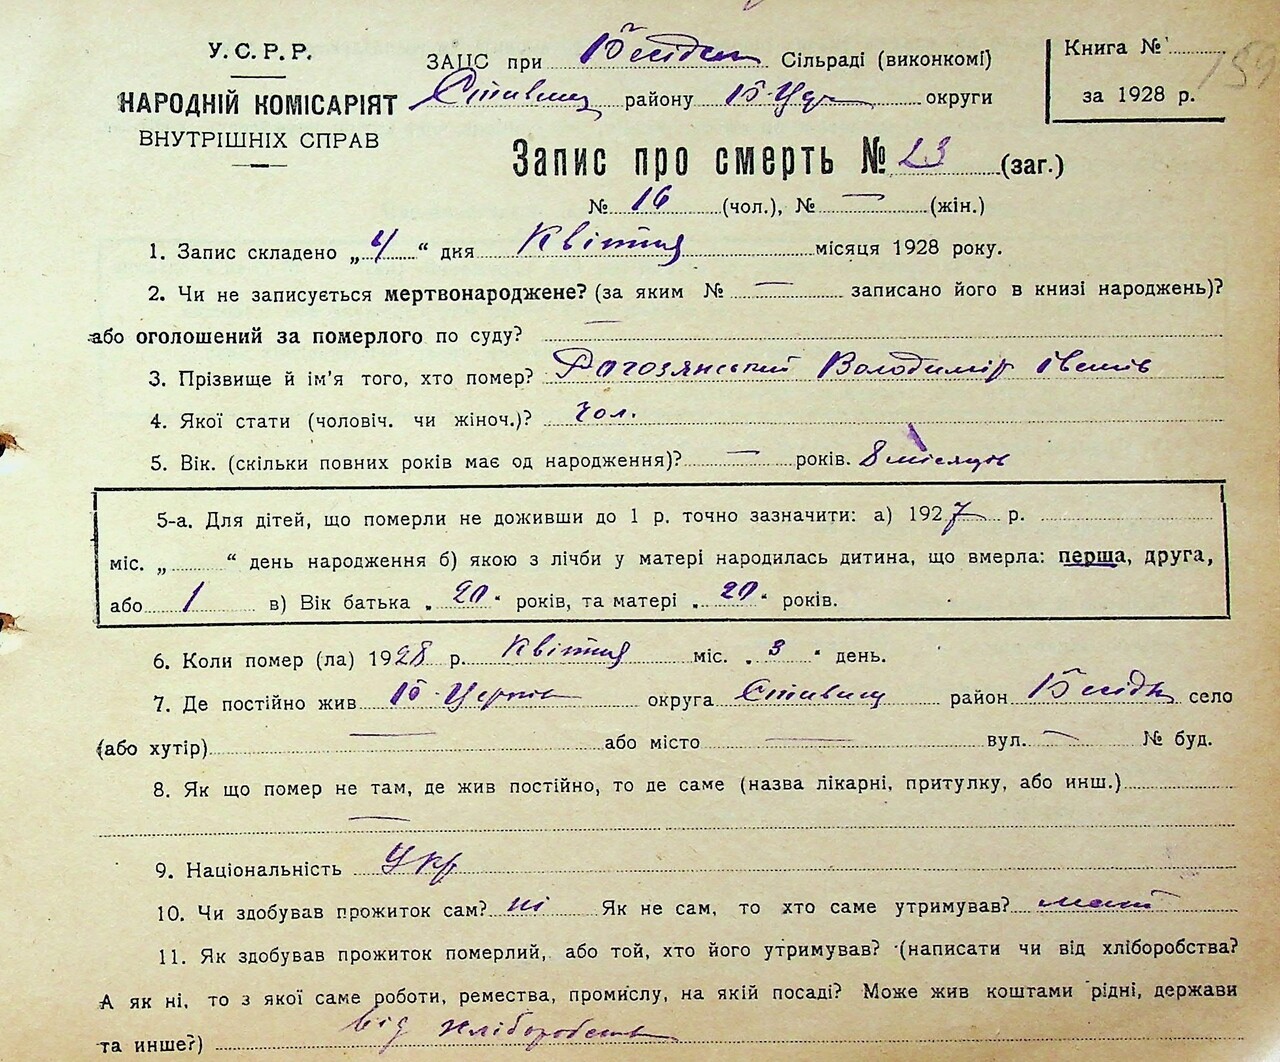 У.С.Р.Р.
НАРОДНІЙ КОМІСАРІЯТ
ВНУТРІШНІХ СПРАВ
ЗАГС при Бесідськ Сільраді (виконкомі)
Ставищ району Б-Церк округи
Книга №
за 1928 р.
159
Запис про смерть № 23 (заг.)
№ 16 (чол.), № — (жін.)
1. Запис складено „4“ дня Квітня місяця 1928 року.
2. Чи не записується мертвонароджене? (за яким № — записано його в книзі народжень)?
або оголошений за померлого по суду? —
3. Прізвище й ім'я того, хто помер? Рогозянський Володимір Іванів
4. Якої стати (чоловіч. чи жіноч.)? чол.
5. Вік. (скільки повних років має од народження)? — років. 8 місяців
5-а. Для дітей, що померли не доживши до 1 р. точно зазначити: а) 1927 р.
міс. „ “ день народження б) якою з лічби у матері народилась дитина, що вмерла: перша, друга,
або 1 в) Вік батька „20“ років, та матері „20“ років.
6. Коли помер (ла) 1928 р. Квітня міс. „3“ день.
7. Де постійно жив Б-Церків округа Ставищ район Бесідк село
(або хутір) — або місто — вул. — № буд.
8. Як що помер не там, де жив постійно, то де саме (назва лікарні, притулку, або инш.)
—
9. Національність Укр
10. Чи здобував прожиток сам? ні Як не сам, то хто саме утримував? мати
11. Як здобував прожиток померлий, або той, хто його утримував? (написати чи від хліборобства?
А як ні, то з якої саме роботи, ремества, промислу, на якій посаді? Може жив коштами рідні, держави
та инше?) від хліборобства